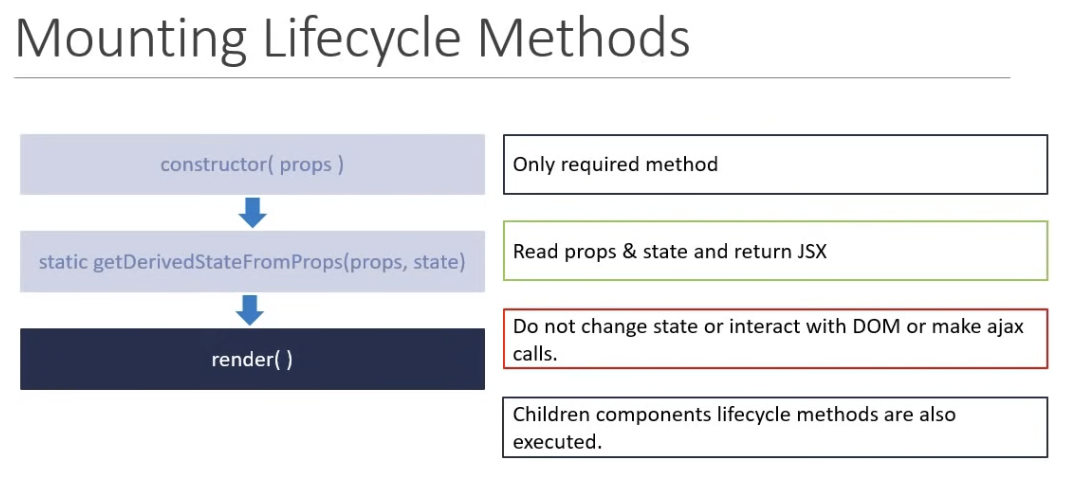 Mounting Lifecycle Methods
constructor( props )
Only required method
static getDerivedStateFromProps(props, state)
Read props & state and return JSX
render( )
Do not change state or interact with DOM or make ajax
calls.
Children components lifecycle methods are also
executed.